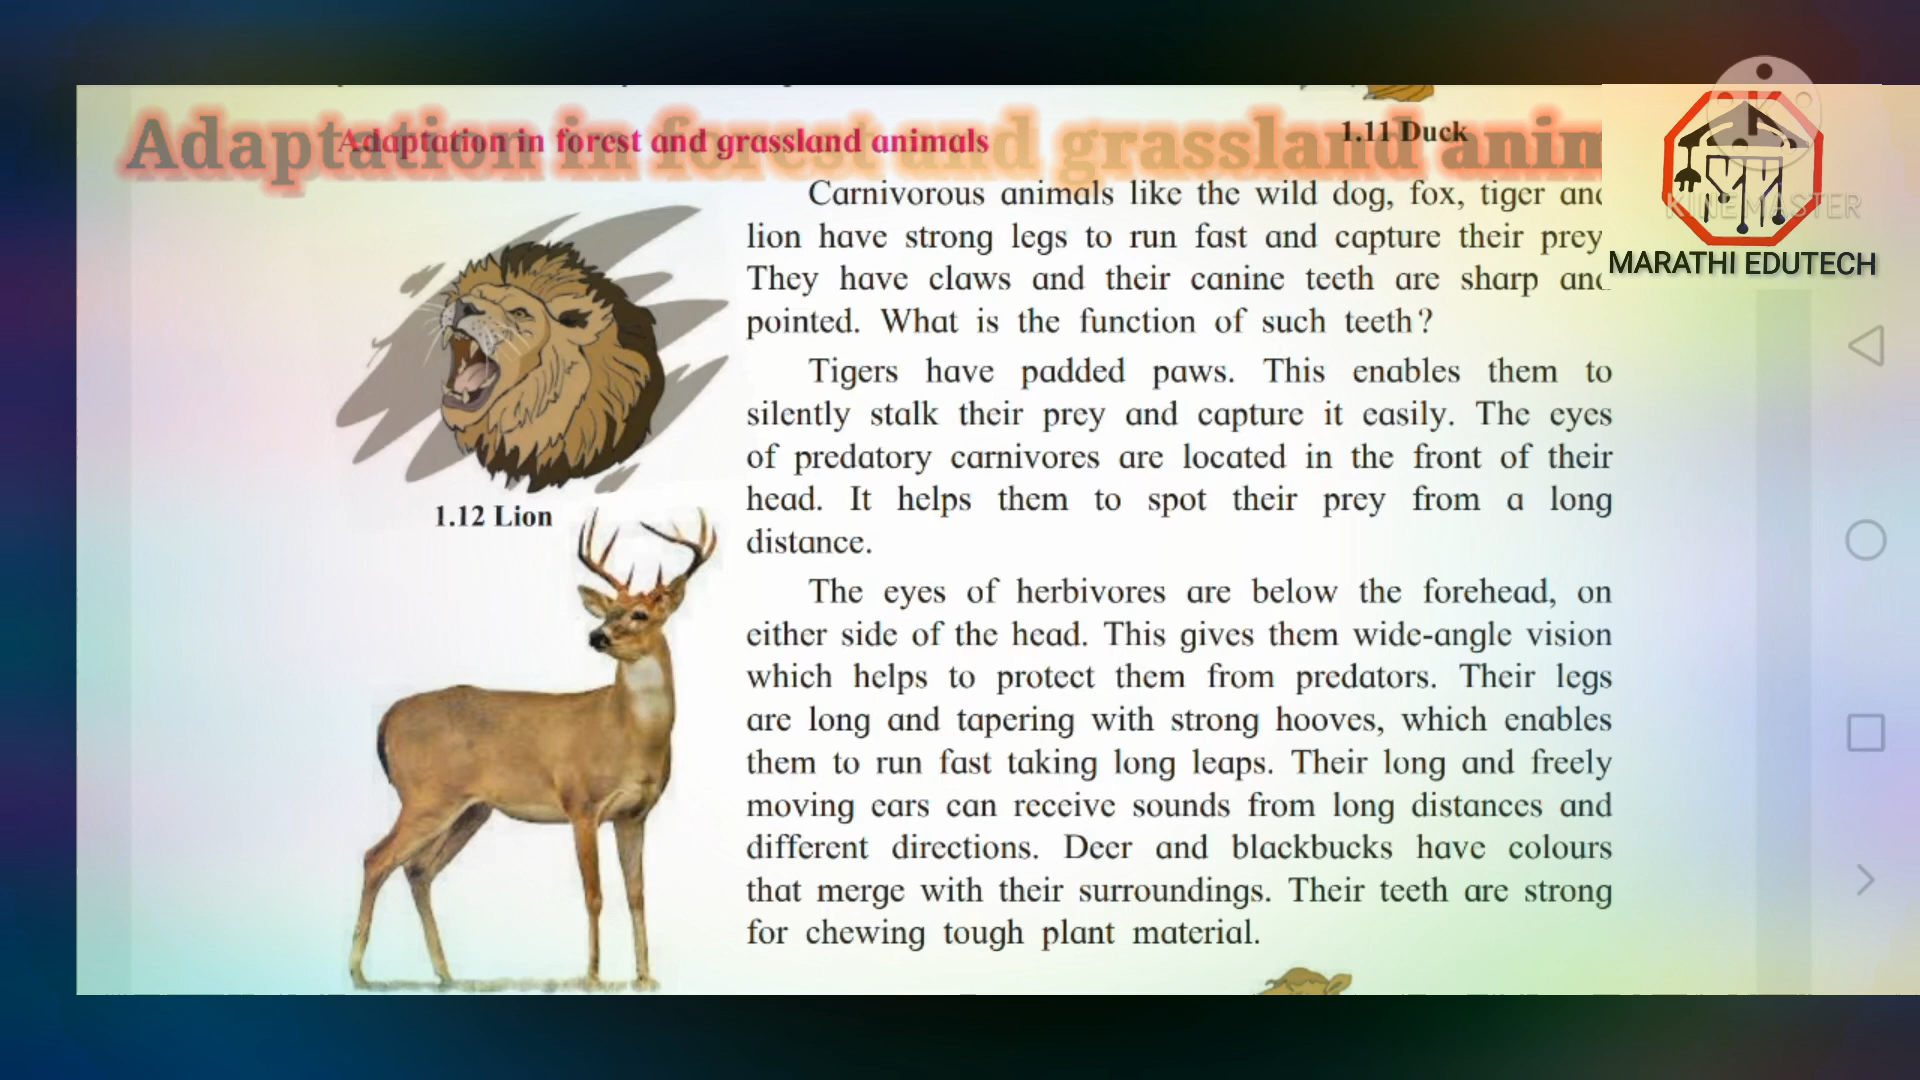 Adaptation in forest and grassland anim
Adaptation in forest and grassland animals
1.11 Duck
KINEMASTER
MARATHI EDUTECH
Carnivorous animals like the wild dog, fox, tiger and
lion have strong legs to run fast and capture their prey
They have claws and their canine teeth are sharp and
pointed. What is the function of such teeth?
Tigers have padded paws. This enables them to
silently stalk their prey and capture it easily. The eyes
of predatory carnivores are located in the front of their
head. It helps them to spot their prey from a long
distance.
1.12 Lion
The eyes of herbivores are below the forehead, on
either side of the head. This gives them wide-angle vision
which helps to protect them from predators. Their legs
are long and tapering with strong hooves, which enables
them to run fast taking long leaps. Their long and freely
moving ears can receive sounds from long distances and
different directions. Deer and blackbucks have colours
that merge with their surroundings. Their teeth are strong
for chewing tough plant material.